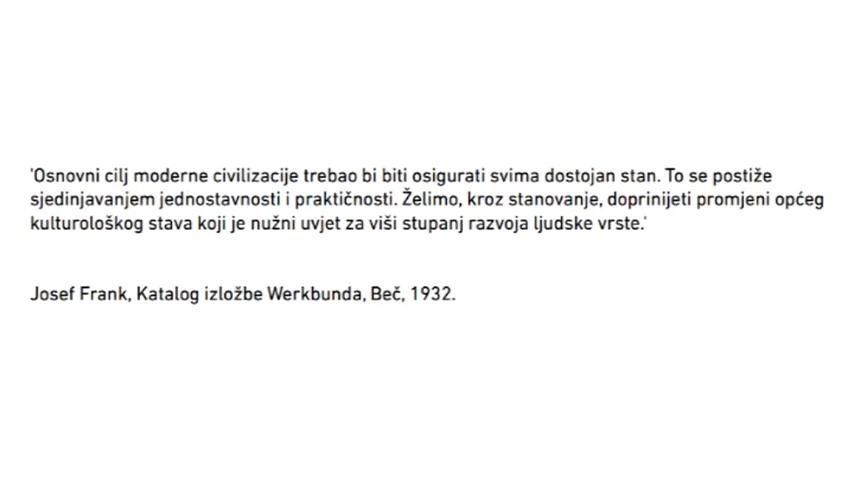 'Osnovni cilj moderne civilizacije trebao bi biti osigurati svima dostojan stan. To se postiže
sjedinjavanjem jednostavnosti i praktičnosti. Želimo, kroz stanovanje, doprinijeti promjeni općeg
kulturološkog stava koji je nužni uvjet za viši stupanj razvoja ljudske vrste.'
Josef Frank, Katalog izložbe Werkbunda, Beč, 1932.